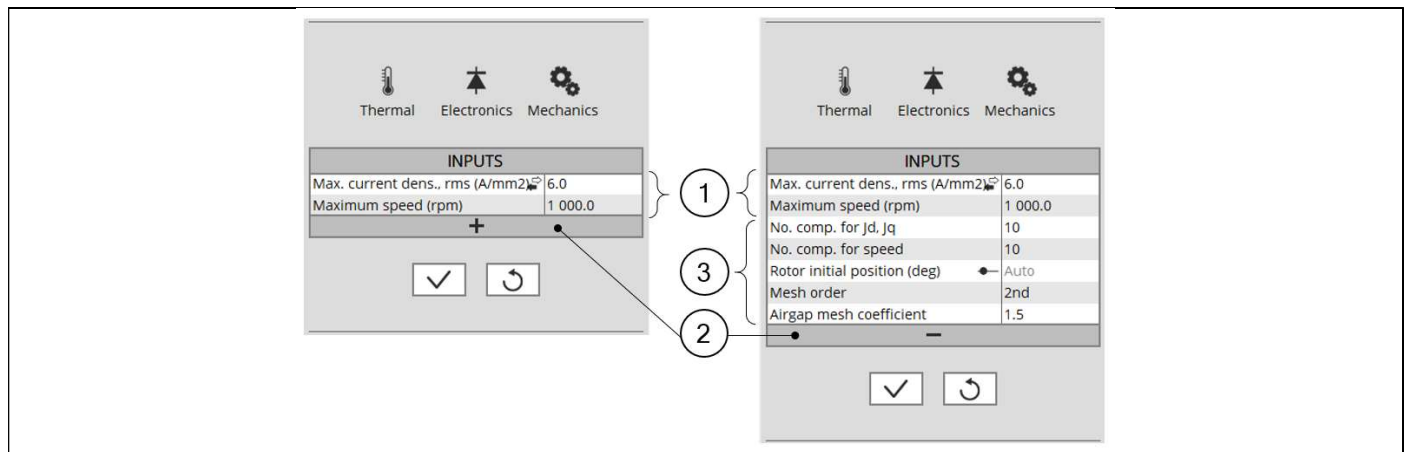 Thermal Electronics Mechanics
INPUTS
Max. current dens., rms (A/mm2) 6.0
Maximum speed (rpm) 1 000.0
+
1
2
3
Thermal Electronics Mechanics
INPUTS
Max. current dens., rms (A/mm2) 6.0
Maximum speed (rpm) 1 000.0
No. comp. for Jd, Jq 10
No. comp. for speed 10
Rotor initial position (deg) Auto
Mesh order 2nd
Airgap mesh coefficient 1.5
−